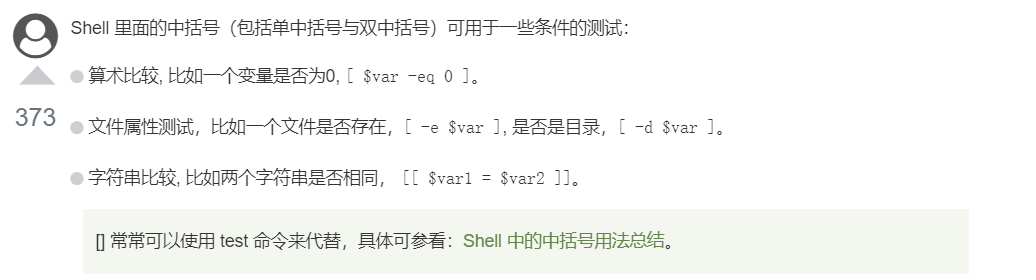 Shell 里面的中括号（包括单中括号与双中括号）可用于一些条件的测试：
算术比较, 比如一个变量是否为0, [ $var -eq 0 ]。
373
文件属性测试，比如一个文件是否存在，[ -e $var ], 是否是目录，[ -d $var ]。
字符串比较, 比如两个字符串是否相同， [[ $var1 = $var2 ]]。
[] 常常可以使用 test 命令来代替，具体可参看：Shell 中的中括号用法总结。